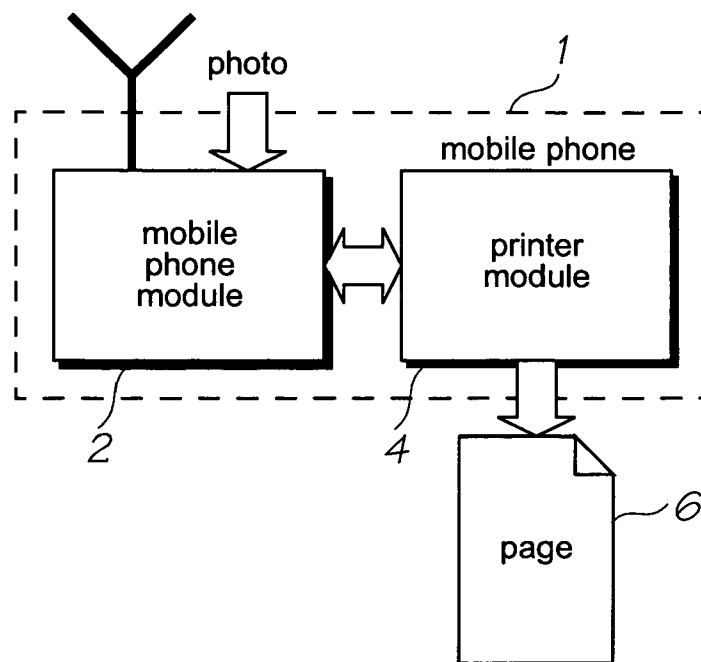 1
photo
mobile phone
mobile
phone
module
printer
module
2
4
page
6